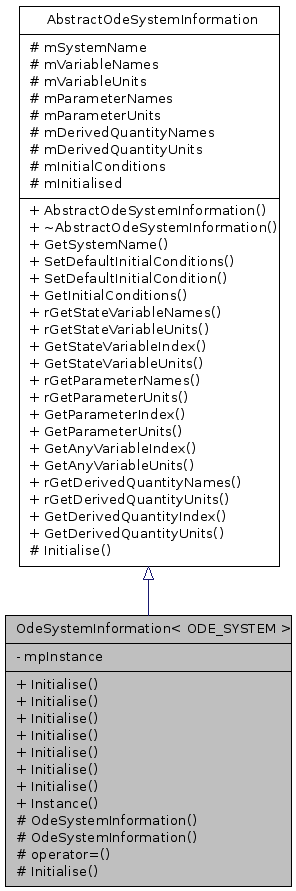 AbstractOdeSystemInformation
# mSystemName
# mVariableNames
# mVariableUnits
# mParameterNames
# mParameterUnits
# mDerivedQuantityNames
# mDerivedQuantityUnits
# mInitialConditions
# mInitialised
+ AbstractOdeSystemInformation()
+ ~AbstractOdeSystemInformation()
+ GetSystemName()
+ SetDefaultInitialConditions()
+ SetDefaultInitialCondition()
+ GetInitialConditions()
+ rGetStateVariableNames()
+ rGetStateVariableUnits()
+ GetStateVariableIndex()
+ GetStateVariableUnits()
+ rGetParameterNames()
+ rGetParameterUnits()
+ GetParameterIndex()
+ GetParameterUnits()
+ GetAnyVariableIndex()
+ GetAnyVariableUnits()
+ rGetDerivedQuantityNames()
+ rGetDerivedQuantityUnits()
+ GetDerivedQuantityIndex()
+ GetDerivedQuantityUnits()
# Initialise()
OdeSystemInformation< ODE_SYSTEM >
- mpInstance
+ Initialise()
+ Initialise()
+ Initialise()
+ Initialise()
+ Initialise()
+ Initialise()
+ Initialise()
+ Instance()
# OdeSystemInformation()
# OdeSystemInformation()
# operator=()
# Initialise()